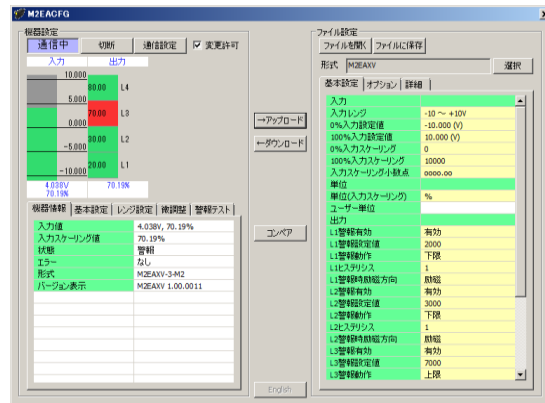 M2EACFG
機器設定
通信中 切断 通信設定 変更許可
入力 出力
10.000
80.00 L4
5.000
70.00 L3
0.000
30.00 L2
-5.000
20.00 L1
-10.000
4.038V 70.19%
70.19%
機器情報 基本設定 レンジ設定 微調整 警報テスト
入力値 4.038V, 70.19%
入力スケーリング値 70.19%
状態 警報
エラー なし
形式 M2EAXV-3-M2
バージョン表示 M2EAXV 1.00.0011
→アップロード
←ダウンロード
コンペア
English
ファイル設定
ファイルを開く ファイルに保存
形式 M2EAXV 選択
基本設定 オプション 詳細
入力
入力レンジ -10 ～ +10V
0%入力設定値 -10.000 (V)
100%入力設定値 10.000 (V)
0%入力スケーリング 0
100%入力スケーリング 10000
入力スケーリング小数点 oooo.oo
単位
単位(入力スケーリング) %
ユーザー単位
出力
L1警報有効 有効
L1警報設定値 2000
L1警報動作 下限
L1ヒステリシス 1
L1警報時励磁方向 励磁
L2警報有効 有効
L2警報設定値 3000
L2警報動作 下限
L2ヒステリシス 1
L2警報時励磁方向 励磁
L3警報有効 有効
L3警報設定値 7000
L3警報動作 上限